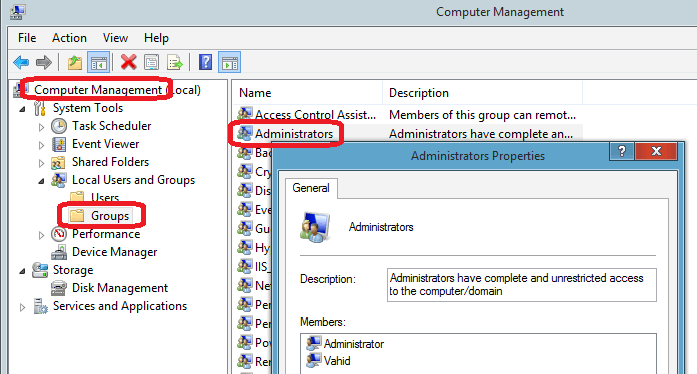 Computer Management
File Action View Help
Computer Management (Local)
System Tools
Task Scheduler
Event Viewer
Shared Folders
Local Users and Groups
Users
Groups
Performance
Device Manager
Storage
Disk Management
Services and Applications
Name Description
Access Control Assist... Members of this group can remot...
Administrators Administrators have complete an...
Bac
Cry
Dis
Eve
Gu
Hy
IIS_
Net
Per
Per
Pow
Rem
Administrators Properties
General
Administrators
Description: Administrators have complete and unrestricted access
to the computer/domain
Members:
Administrator
Vahid